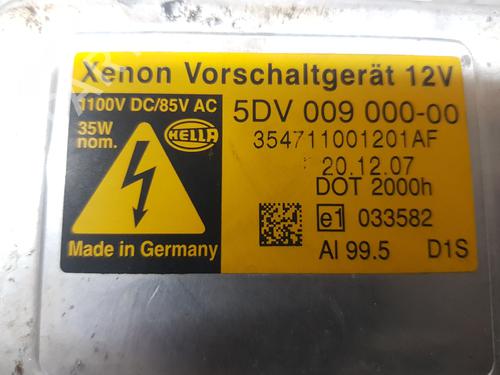 Xenon Vorschaltgerät 12V
1100V DC/85V AC
35W
nom.
HELLA
5DV 009 000-00
354711001201AF
20.12.07
DOT 2000h
e1 033582
Al 99.5 D1S
Made in Germany